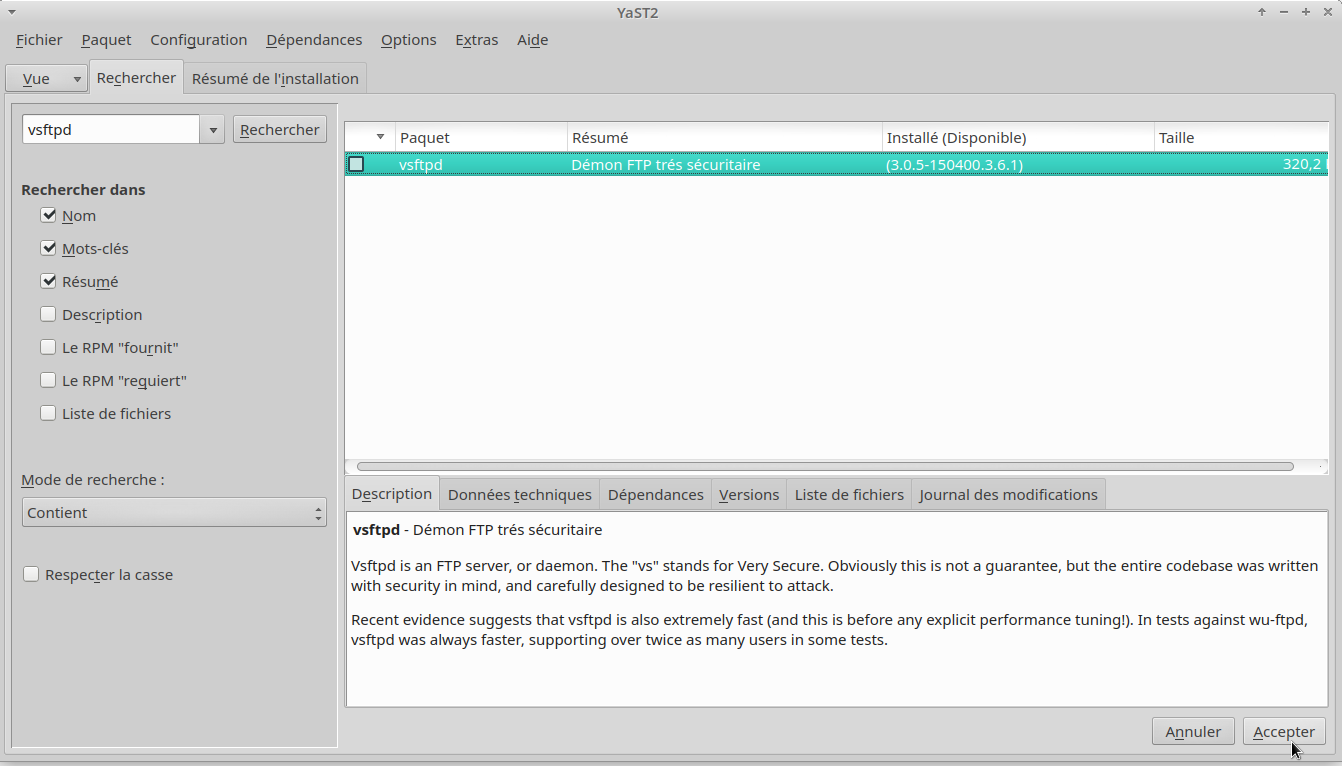 YaST2
Fichier Paquet Configuration Dépendances Options Extras Aide
Vue Rechercher Résumé de l'installation
vsftpd Rechercher
Rechercher dans
Nom
Mots-clés
Résumé
Description
Le RPM "fournit"
Le RPM "requiert"
Liste de fichiers
Mode de recherche :
Contient
Respecter la casse
Paquet Résumé Installé (Disponible) Taille
vsftpd Démon FTP trés sécuritaire (3.0.5-150400.3.6.1) 320,2
Description Données techniques Dépendances Versions Liste de fichiers Journal des modifications
vsftpd - Démon FTP trés sécuritaire
Vsftpd is an FTP server, or daemon. The "vs" stands for Very Secure. Obviously this is not a guarantee, but the entire codebase was written
with security in mind, and carefully designed to be resilient to attack.
Recent evidence suggests that vsftpd is also extremely fast (and this is before any explicit performance tuning!). In tests against wu-ftpd,
vsftpd was always faster, supporting over twice as many users in some tests.
Annuler Accepter